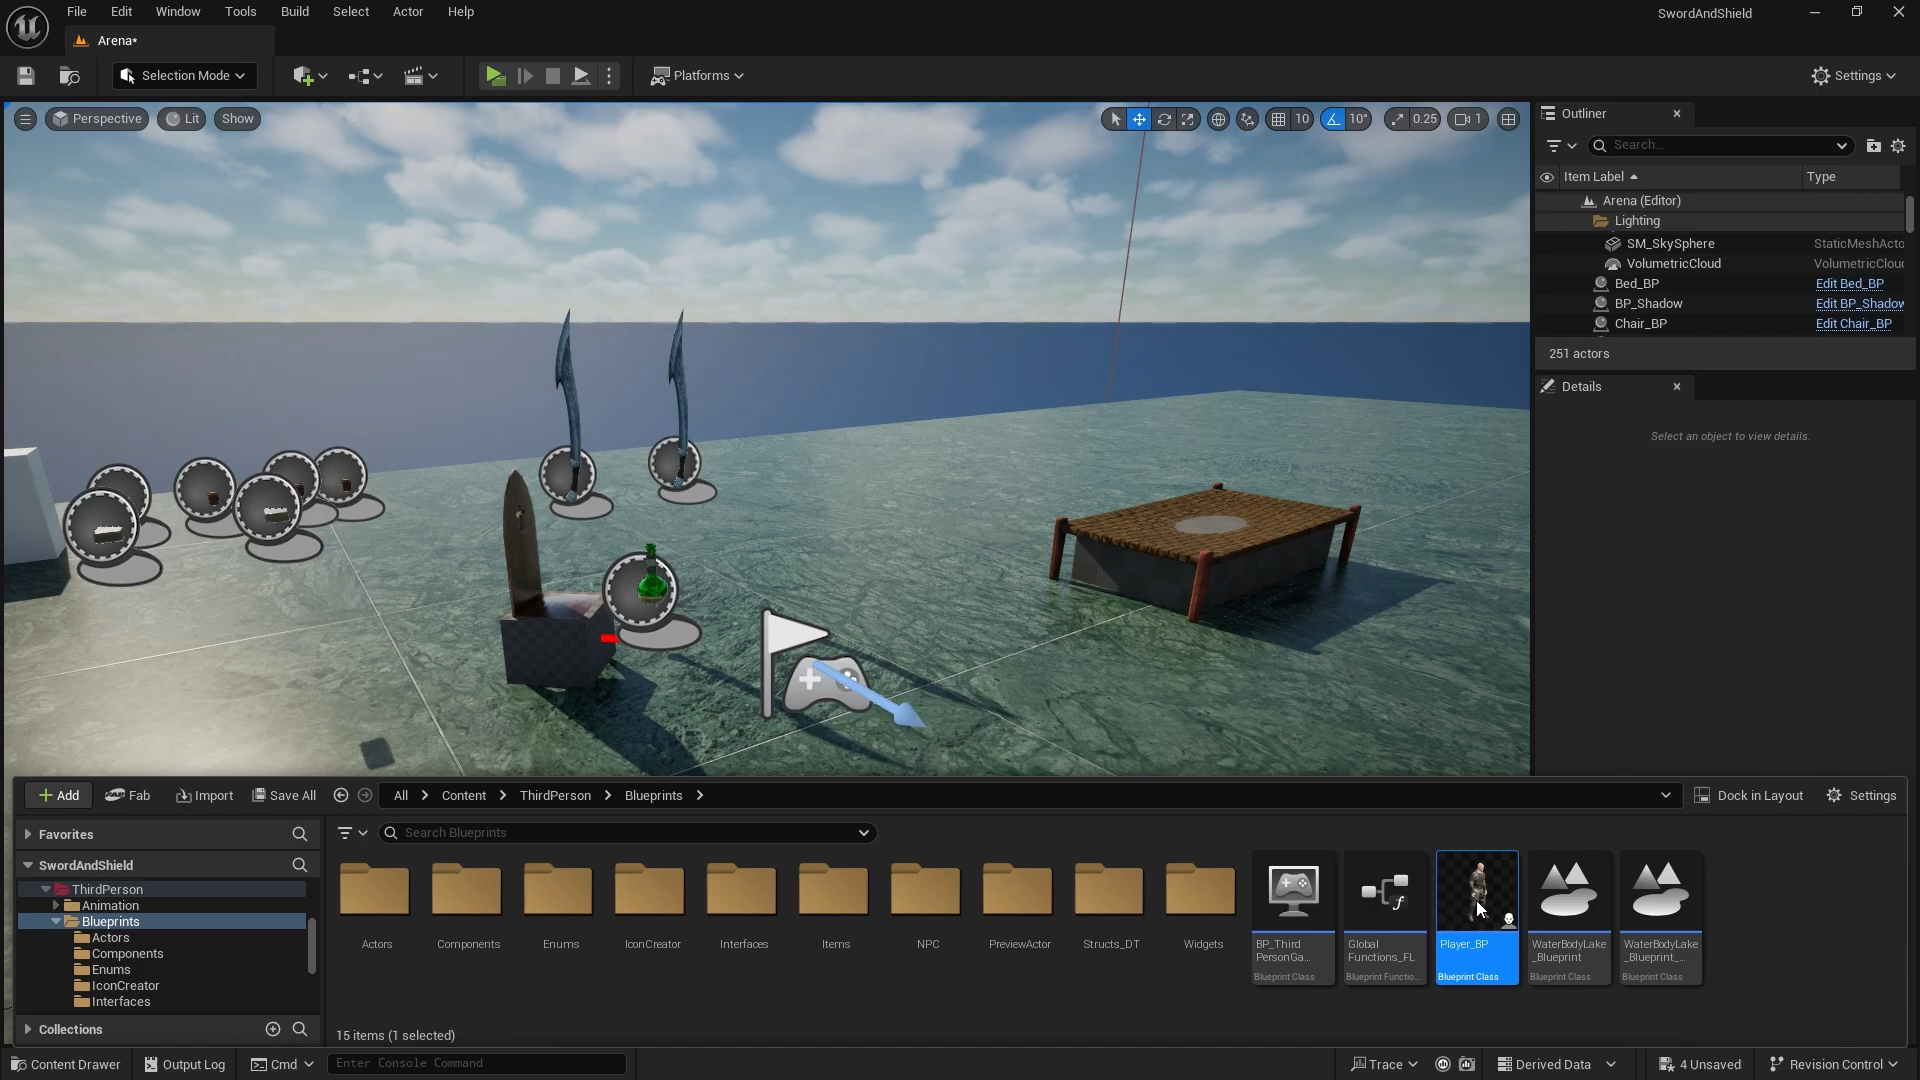 File Edit Window Tools Build Select Actor Help
SwordAndShield
Arena*
Selection Mode
Platforms
Settings
Perspective Lit Show
10 10° 0.25 1
Outliner
Search...
Item Label Type
Arena (Editor)
Lighting
SM_SkySphere StaticMeshActo
VolumetricCloud VolumetricCloud
Bed_BP Edit Bed_BP
BP_Shadow Edit BP_Shadow
Chair_BP Edit Chair_BP
251 actors
Details
Select an object to view details.
Add Fab Import Save All All Content ThirdPerson Blueprints Dock in Layout Settings
Favorites
Search Blueprints
SwordAndShield
ThirdPerson
Animation
Blueprints
Actors
Components
Enums
IconCreator
Interfaces
Collections
Actors Components Enums IconCreator Interfaces Items NPC PreviewActor Structs_DT Widgets
BP_Third
PersonGa...
Blueprint Class
Global
Functions_FL
Blueprint Functio...
Player_BP
Blueprint Class
WaterBodyLake
_Blueprint
Blueprint Class
WaterBodyLake
_Blueprint_...
Blueprint Class
15 items (1 selected)
Content Drawer Output Log Cmd Enter Console Command Trace Derived Data 4 Unsaved Revision Control